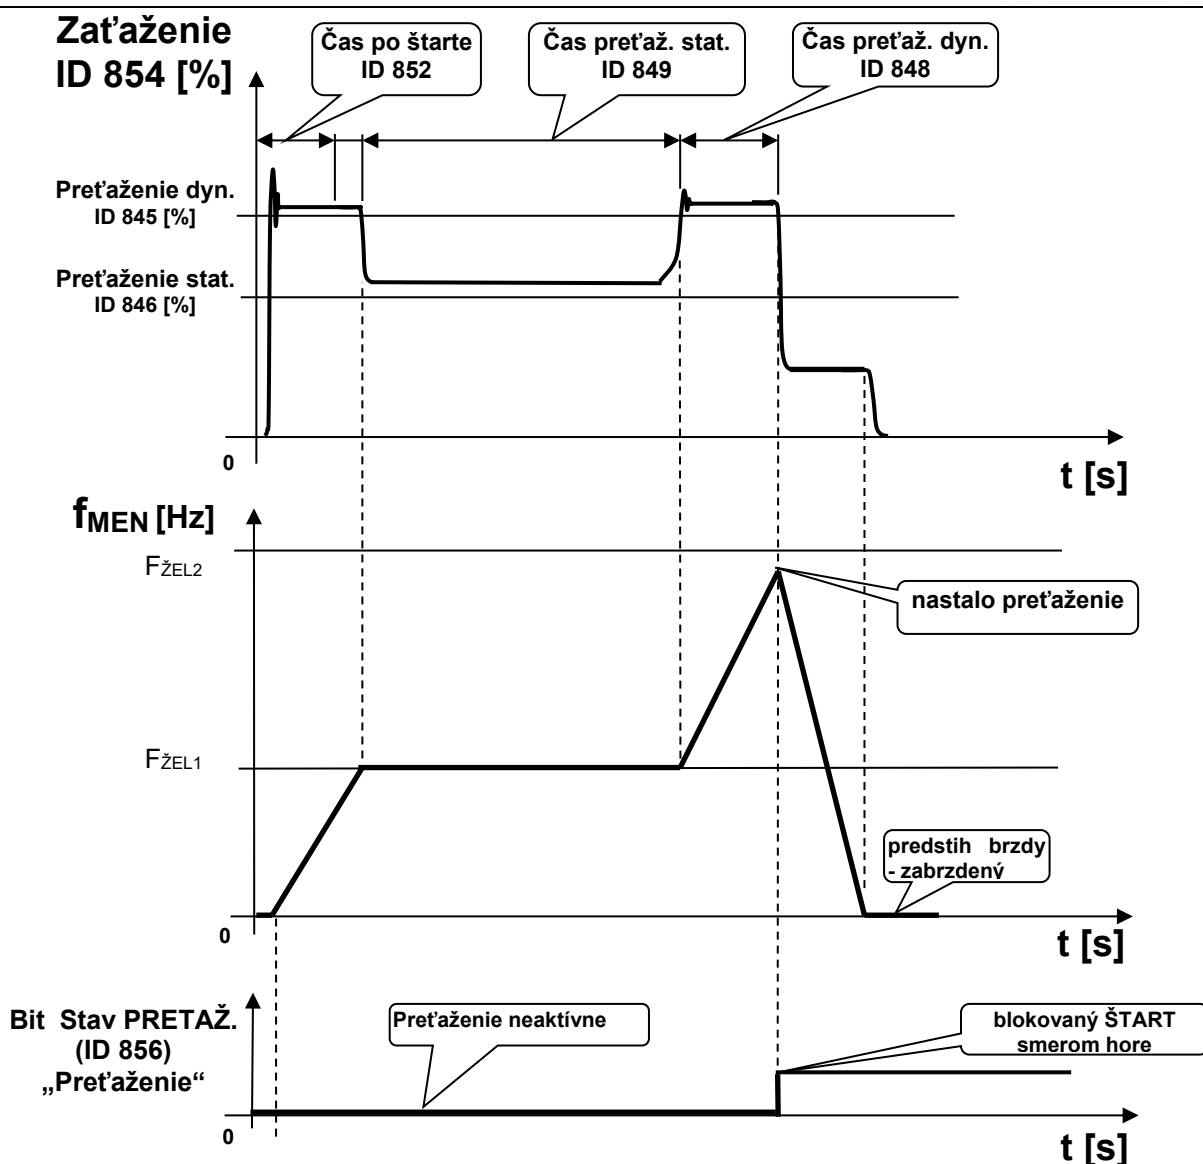 Zaťaženie
ID 854 [%]
Čas po štarte
ID 852
Čas preťaž. stat.
ID 849
Čas preťaž. dyn.
ID 848
Preťaženie dyn.
ID 845 [%]
Preťaženie stat.
ID 846 [%]
0
t [s]
fMEN [Hz]
FŽEL2
nastalo preťaženie
FŽEL1
predstih brzdy
- zabrzdený
0
t [s]
Bit Stav PRETAŽ.
(ID 856)
„Preťaženie“
Preťaženie neaktívne
blokovaný ŠTART
smerom hore
0
t [s]